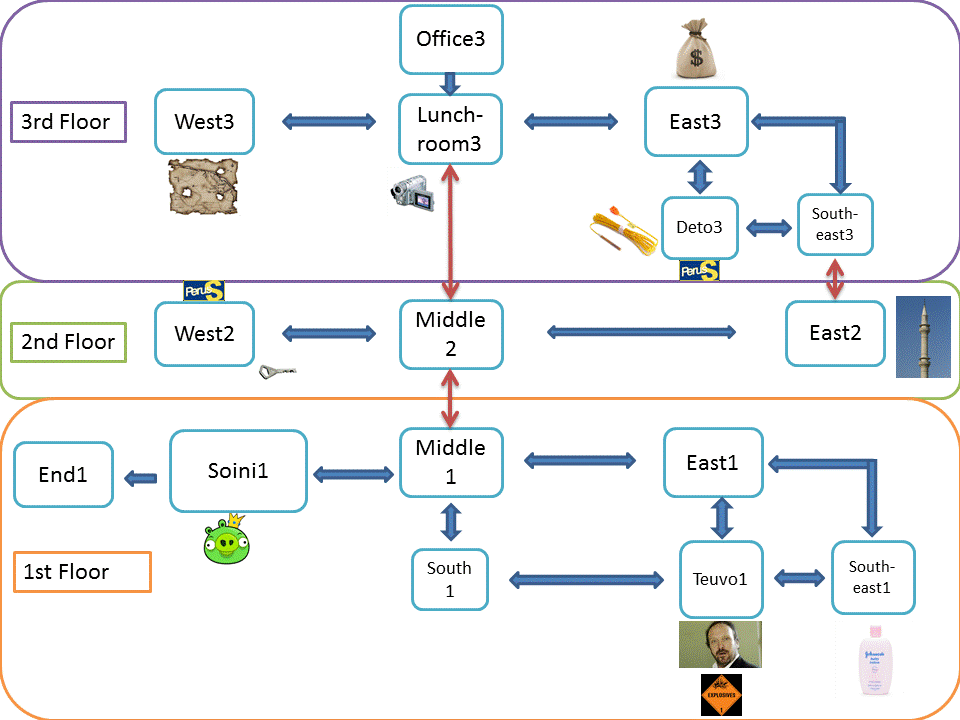 Office3
3rd Floor
West3
Lunch-
room3
East3
$
Deto3
South-
east3
PeruS
PeruS
2nd Floor
West2
Middle
2
East2
End1
Soini1
Middle
1
East1
1st Floor
South
1
Teuvo1
South-
east1
Johnson's
EXPLOSIVES
1